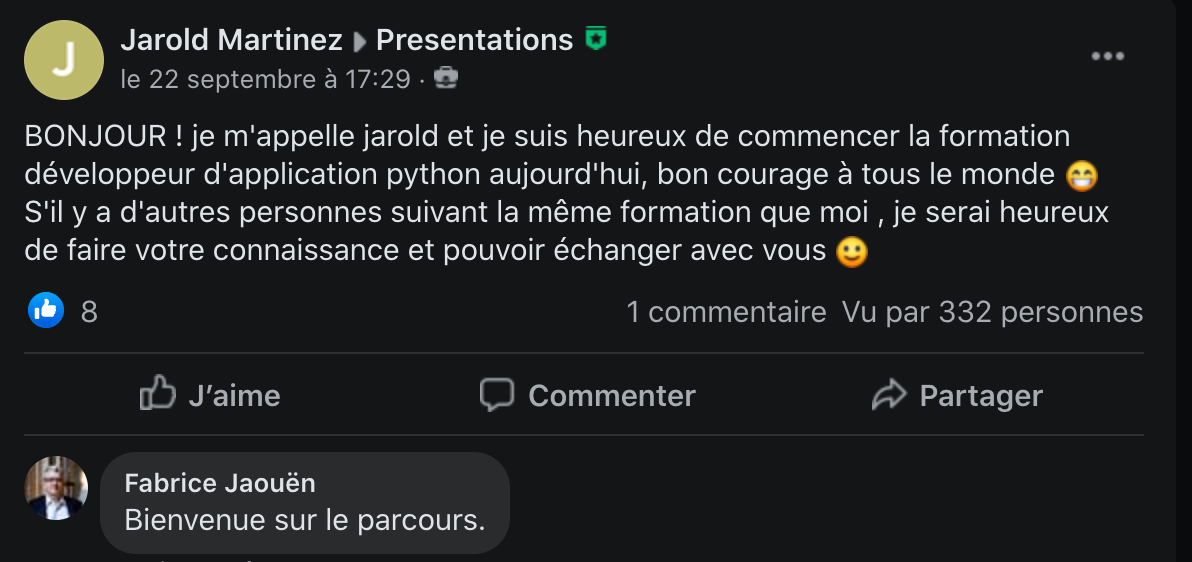 J
Jarold Martinez Presentations
le 22 septembre à 17:29 ·
BONJOUR ! je m'appelle jarold et je suis heureux de commencer la formation
développeur d'application python aujourd'hui, bon courage à tous le monde 😁
S'il y a d'autres personnes suivant la même formation que moi , je serai heureux
de faire votre connaissance et pouvoir échanger avec vous 🙂
8 1 commentaire Vu par 332 personnes
J’aime Commenter Partager
Fabrice Jaouën
Bienvenue sur le parcours.